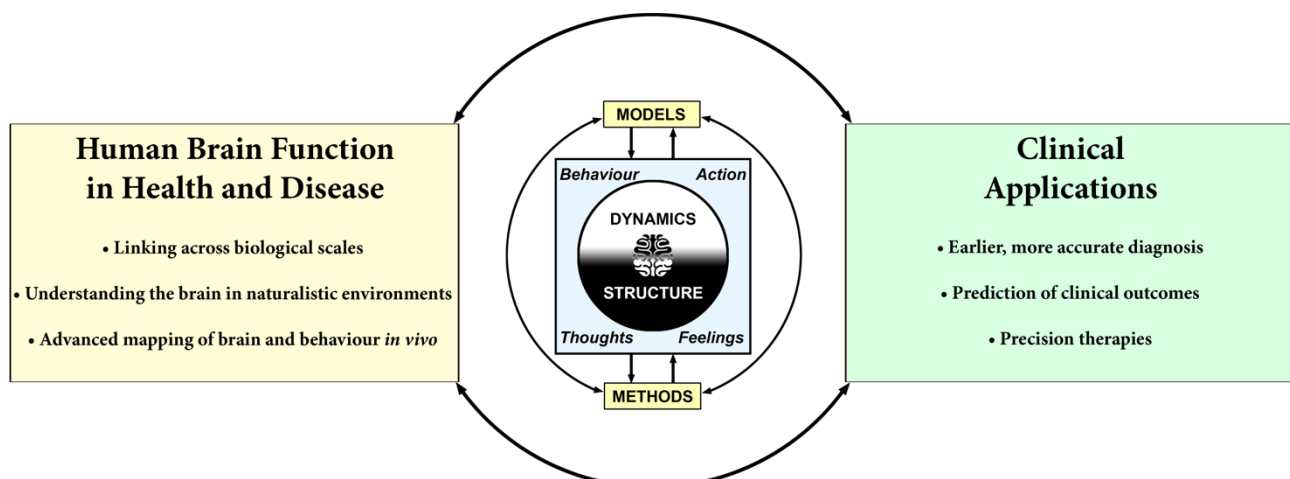 Human Brain Function
in Health and Disease
• Linking across biological scales
• Understanding the brain in naturalistic environments
• Advanced mapping of brain and behaviour in vivo
MODELS
Behaviour Action
DYNAMICS
STRUCTURE
Thoughts Feelings
METHODS
Clinical
Applications
• Earlier, more accurate diagnosis
• Prediction of clinical outcomes
• Precision therapies